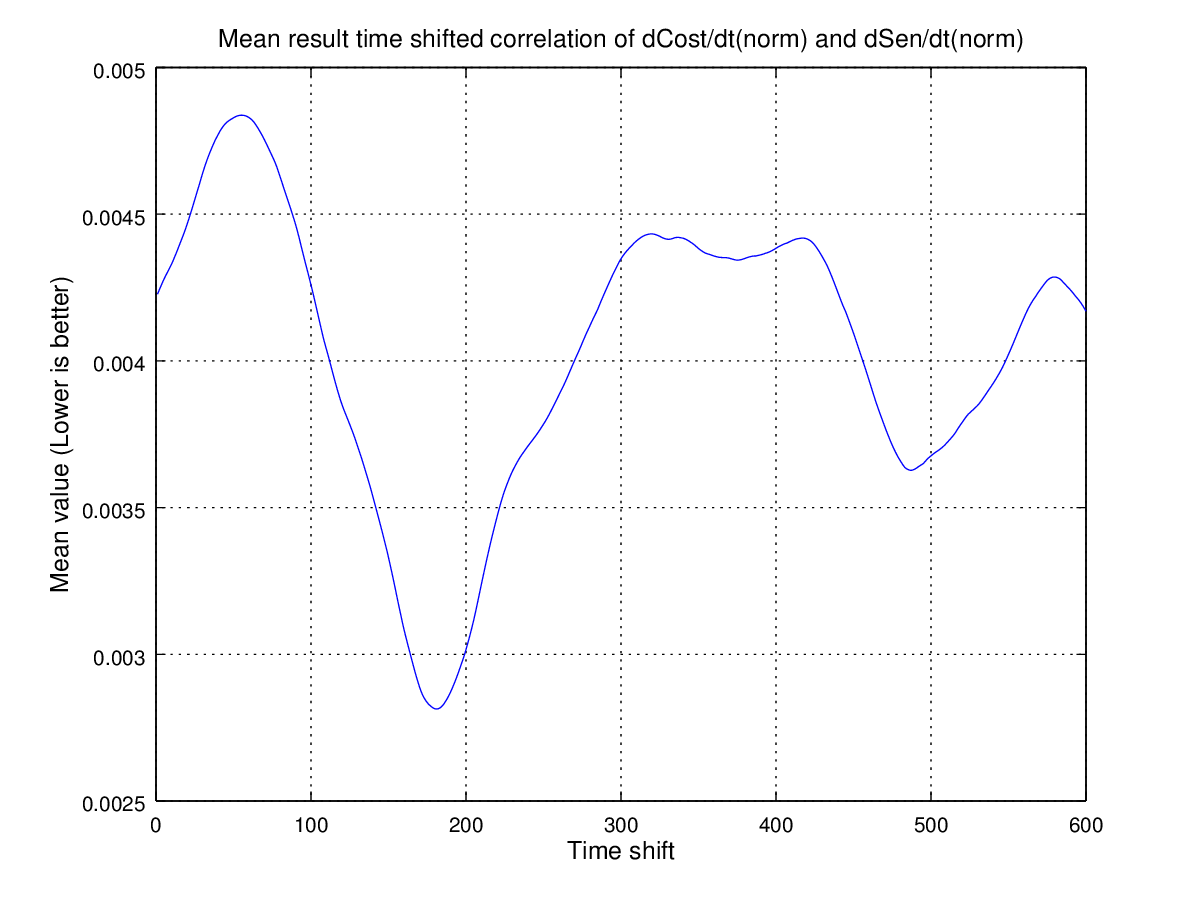 Mean result time shifted correlation of dCost/dt(norm) and dSen/dt(norm)
0.005
0.0045
0.004
0.0035
0.003
0.0025
Mean value (Lower is better)
0 100 200 300 400 500 600
Time shift